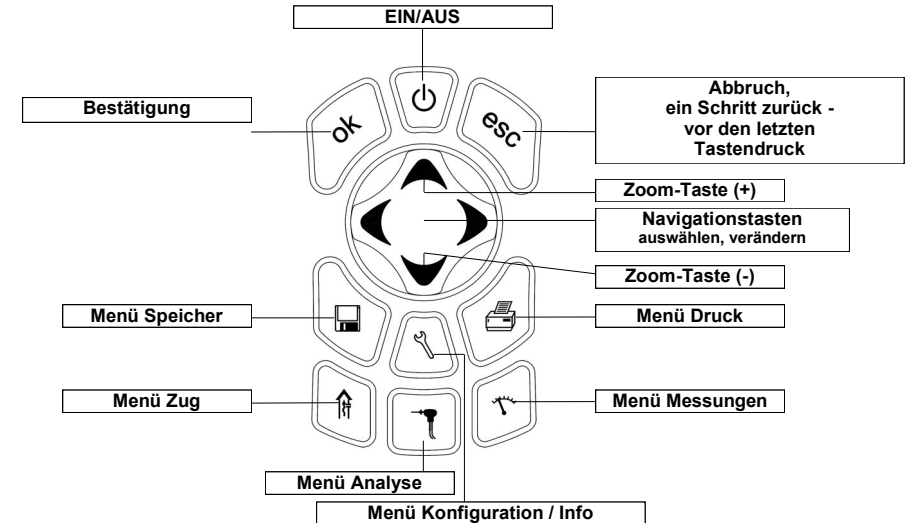 EIN/AUS
Bestätigung
ok
esc
Abbruch,
ein Schritt zurück -
vor den letzten
Tastendruck
Zoom-Taste (+)
Navigationstasten
auswählen, verändern
Zoom-Taste (-)
Menü Speicher
Menü Druck
Menü Zug
Menü Messungen
Menü Analyse
Menü Konfiguration / Info